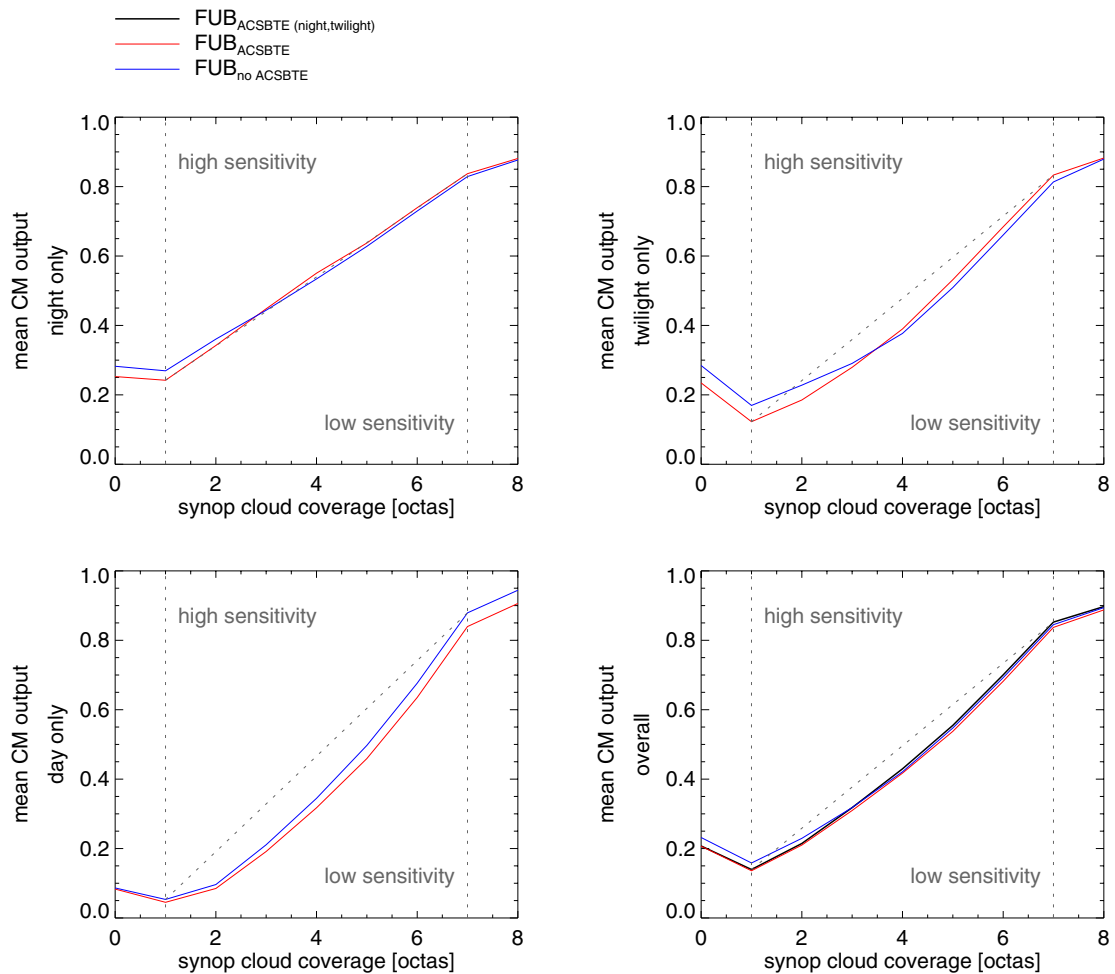 FUB ACSBTE (night,twilight)
FUB ACSBTE
FUB no ACSBTE
1.0
0.8
0.6
0.4
0.2
0.0
mean CM output
night only
high sensitivity
low sensitivity
0 2 4 6 8
synop cloud coverage [octas]
1.0
0.8
0.6
0.4
0.2
0.0
mean CM output
twilight only
high sensitivity
low sensitivity
0 2 4 6 8
synop cloud coverage [octas]
1.0
0.8
0.6
0.4
0.2
0.0
mean CM output
day only
high sensitivity
low sensitivity
0 2 4 6 8
synop cloud coverage [octas]
1.0
0.8
0.6
0.4
0.2
0.0
mean CM output
overall
high sensitivity
low sensitivity
0 2 4 6 8
synop cloud coverage [octas]